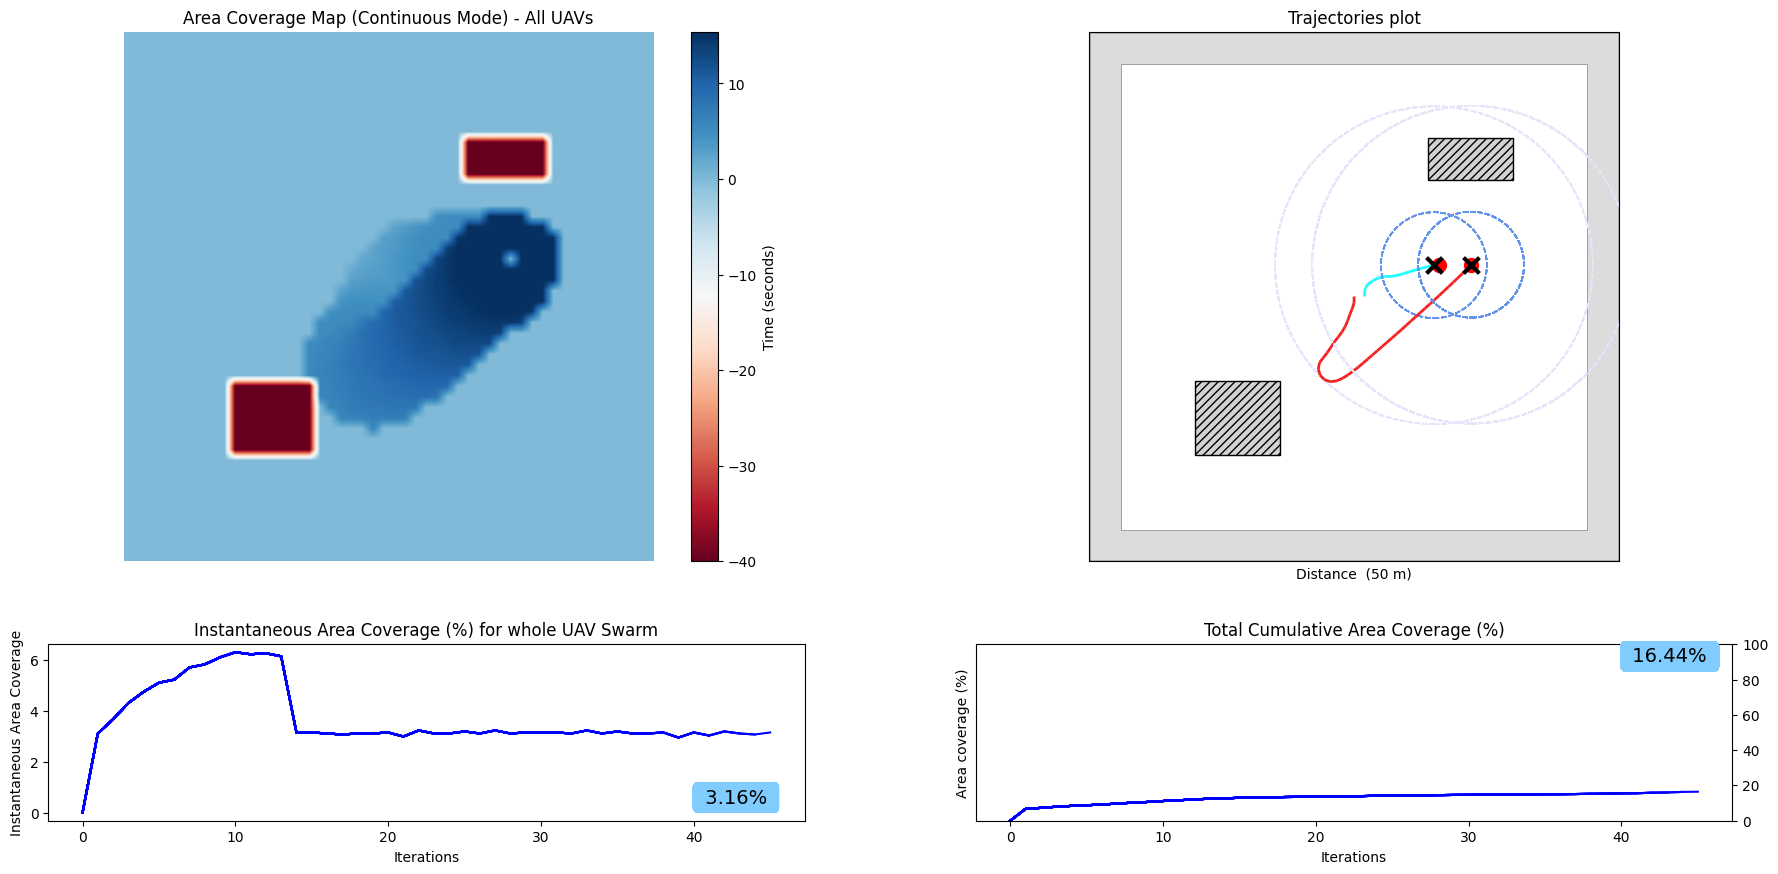 Area Coverage Map (Continuous Mode) - All UAVs
10
0
−10
−20
−30
−40
Time (seconds)
Trajectories plot
Distance  (50 m)
Instantaneous Area Coverage (%) for whole UAV Swarm
Instantaneous Area Coverage
6
4
2
0
3.16%
0
10
20
30
40
Iterations
Total Cumulative Area Coverage (%)
Area coverage (%)
16.44%
100
80
60
40
20
0
0
10
20
30
40
Iterations